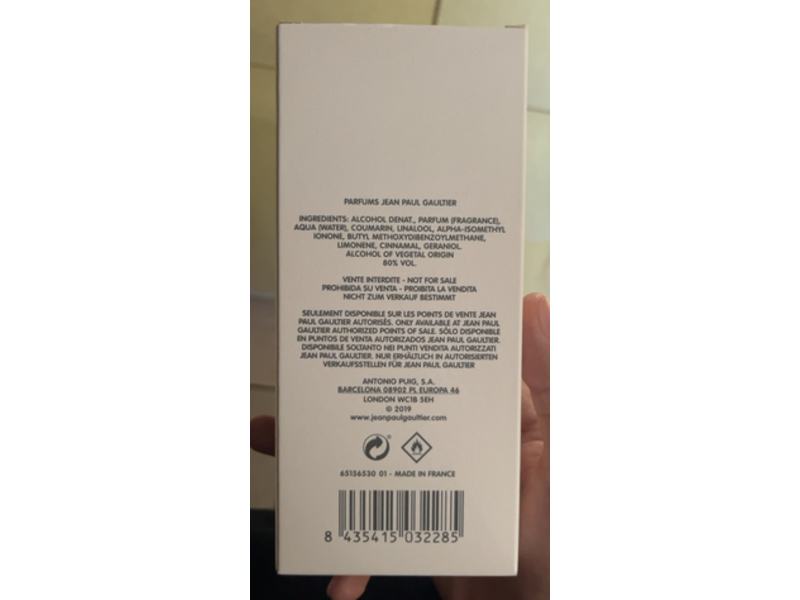 PARFUMS JEAN PAUL GAULTIER
INGREDIENTS: ALCOHOL DENAT., PARFUM (FRAGRANCE),
AQUA (WATER), COUMARIN, LINALOOL, ALPHA-ISOMETHYL
IONONE, BUTYL METHOXYDIBENZOYLMETHANE,
LIMONENE, CINNAMAL, GERANIOL.
ALCOHOL OF VEGETAL ORIGIN
80% VOL.
VENTE INTERDITE - NOT FOR SALE
PROHIBIDA SU VENTA - PROIBITA LA VENDITA
NICHT ZUM VERKAUF BESTIMMT
SEULEMENT DISPONIBLE SUR LES POINTS DE VENTE JEAN
PAUL GAULTIER AUTORISÉS. ONLY AVAILABLE AT JEAN PAUL
GAULTIER AUTHORIZED POINTS OF SALE. SÓLO DISPONIBLE
EN PUNTOS DE VENTA AUTORIZADOS JEAN PAUL GAULTIER.
DISPONIBILE SOLTANTO NEI PUNTI VENDITA AUTORIZZATI
JEAN PAUL GAULTIER. NUR ERHÄLTLICH IN AUTORISIERTEN
VERKAUFSSTELLEN FÜR JEAN PAUL GAULTIER
ANTONIO PUIG, S.A.
BARCELONA 08902 PL EUROPA 46
LONDON WC1B 5EH
© 2019
www.jeanpaulgaultier.com
65156530 01 - MADE IN FRANCE
8 435415 032285